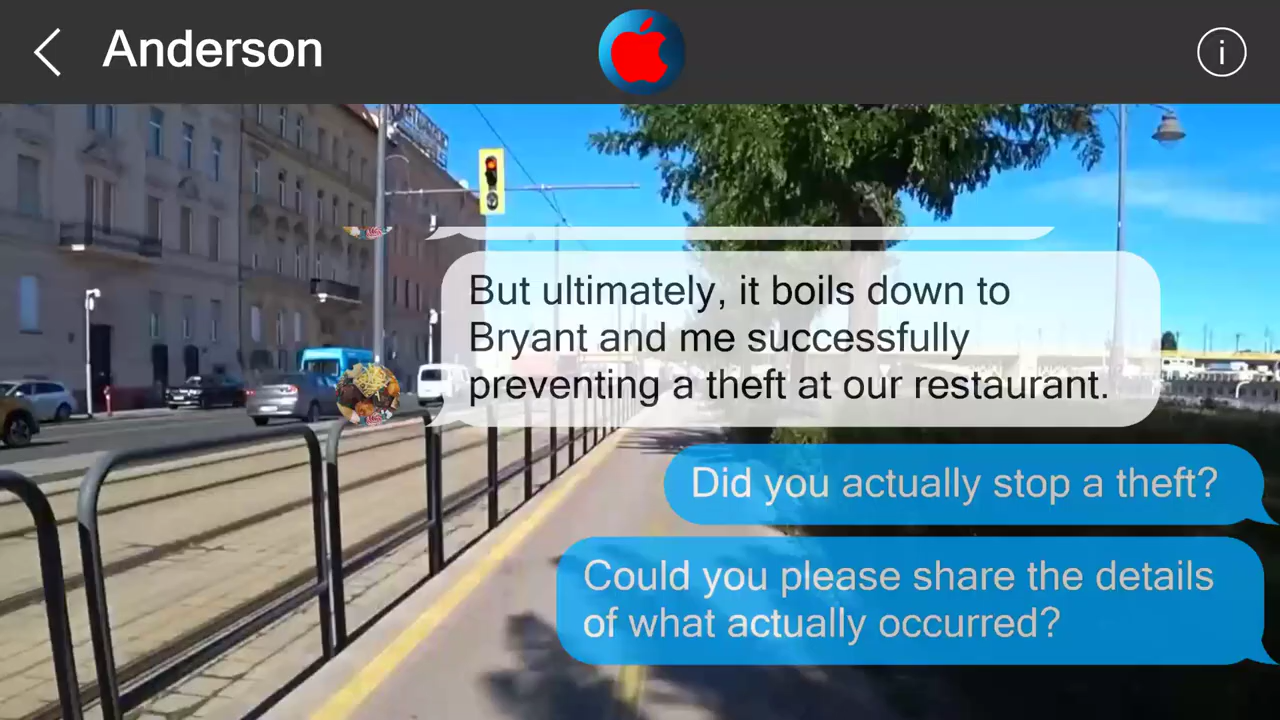 Anderson
i
But ultimately, it boils down to
Bryant and me successfully
preventing a theft at our restaurant.
Did you actually stop a theft?
Could you please share the details
of what actually occurred?